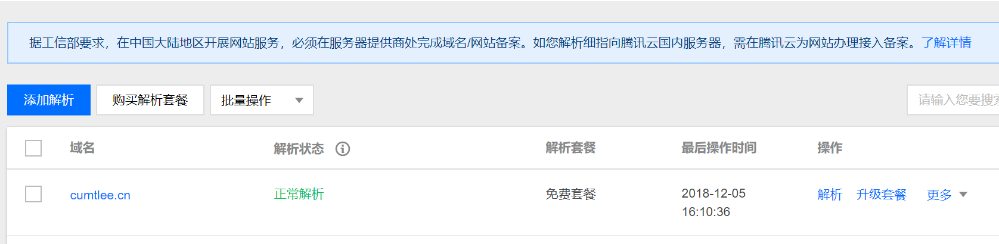 据工信部要求，在中国大陆地区开展网站服务，必须在服务器提供商处完成域名/网站备案。如您解析细指向腾讯云国内服务器，需在腾讯云为网站办理接入备案。了解详情
添加解析 购买解析套餐 批量操作 请输入您要搜索
域名 解析状态 解析套餐 最后操作时间 操作
cumtlee.cn 正常解析 免费套餐 2018-12-05 解析 升级套餐 更多
16:10:36